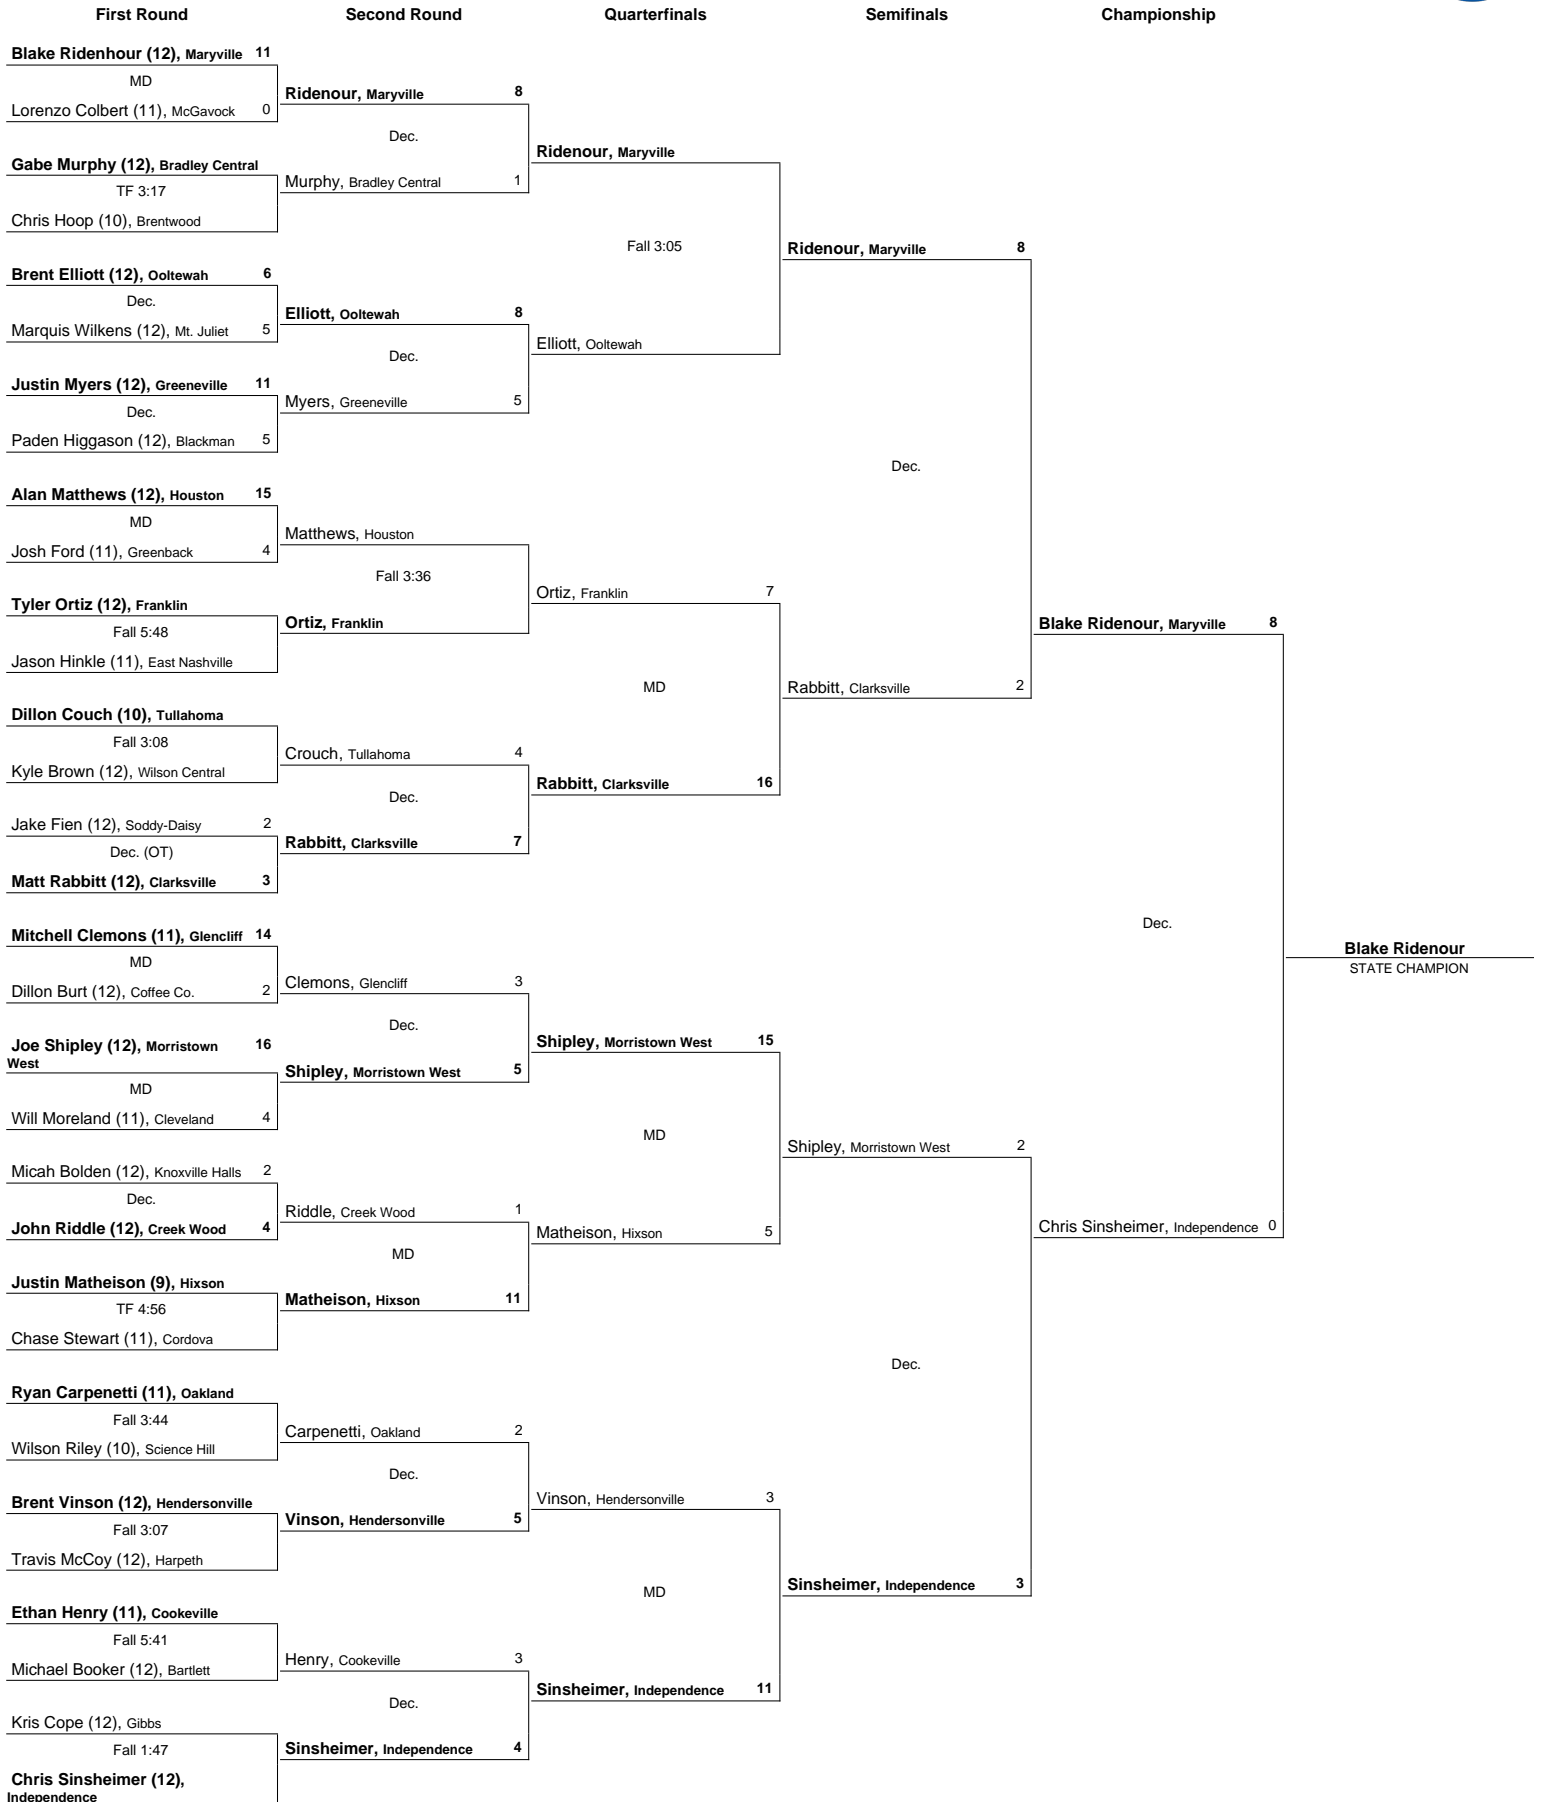 First Round Second Round Quarterfinals Semifinals Championship
Blake Ridenhour (12), Maryville 11
MD
Lorenzo Colbert (11), McGavock 0
Gabe Murphy (12), Bradley Central
TF 3:17
Chris Hoop (10), Brentwood
Brent Elliott (12), Ooltewah 6
Dec.
Marquis Wilkens (12), Mt. Juliet 5
Justin Myers (12), Greeneville 11
Dec.
Paden Higgason (12), Blackman 5
Alan Matthews (12), Houston 15
MD
Josh Ford (11), Greenback 4
Tyler Ortiz (12), Franklin
Fall 5:48
Jason Hinkle (11), East Nashville
Dillon Couch (10), Tullahoma
Fall 3:08
Kyle Brown (12), Wilson Central
Jake Fien (12), Soddy-Daisy 2
Dec. (OT)
Matt Rabbitt (12), Clarksville 3
Mitchell Clemons (11), Glencliff 14
MD
Dillon Burt (12), Coffee Co. 2
Joe Shipley (12), Morristown 16
West
MD
Will Moreland (11), Cleveland 4
Micah Bolden (12), Knoxville Halls 2
Dec.
John Riddle (12), Creek Wood 4
Justin Matheison (9), Hixson
TF 4:56
Chase Stewart (11), Cordova
Ryan Carpenetti (11), Oakland
Fall 3:44
Wilson Riley (10), Science Hill
Brent Vinson (12), Hendersonville
Fall 3:07
Travis McCoy (12), Harpeth
Ethan Henry (11), Cookeville
Fall 5:41
Michael Booker (12), Bartlett
Kris Cope (12), Gibbs
Fall 1:47
Chris Sinsheimer (12),
Independence
Ridenour, Maryville 8
Dec.
Murphy, Bradley Central 1
Elliott, Ooltewah 8
Dec.
Myers, Greeneville 5
Matthews, Houston
Fall 3:36
Ortiz, Franklin
Crouch, Tullahoma 4
Dec.
Rabbitt, Clarksville 7
Clemons, Glencliff 3
Dec.
Shipley, Morristown West 5
Riddle, Creek Wood 1
MD
Matheison, Hixson 11
Carpenetti, Oakland 2
Dec.
Vinson, Hendersonville 5
Henry, Cookeville 3
Dec.
Sinsheimer, Independence 4
Ridenour, Maryville
Fall 3:05
Elliott, Ooltewah
Ortiz, Franklin 7
MD
Rabbitt, Clarksville 16
Shipley, Morristown West 15
MD
Matheison, Hixson 5
Vinson, Hendersonville 3
MD
Sinsheimer, Independence 11
Ridenour, Maryville 8
Dec.
Rabbitt, Clarksville 2
Shipley, Morristown West 2
Dec.
Sinsheimer, Independence 3
Blake Ridenour, Maryville 8
Dec.
Chris Sinsheimer, Independence 0
Blake Ridenour
STATE CHAMPION